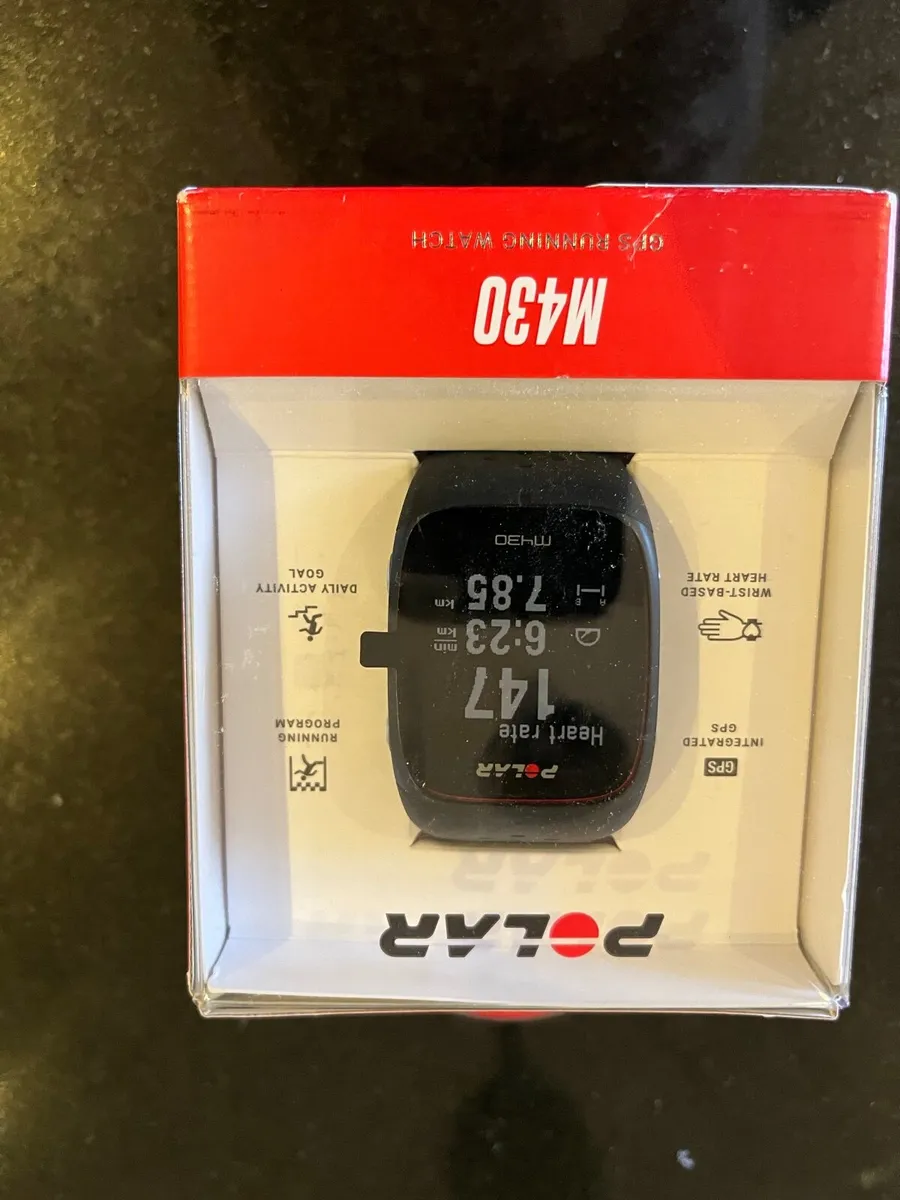 POLAR
GPS
INTEGRATED
GPS
RUNNING
PROGRAM
WRIST-BASED
HEART RATE
DAILY ACTIVITY
GOAL
POLAR
Heart rate
147
6:23 min km
A B 7.85 km
M430
M430
GPS RUNNING WATCH